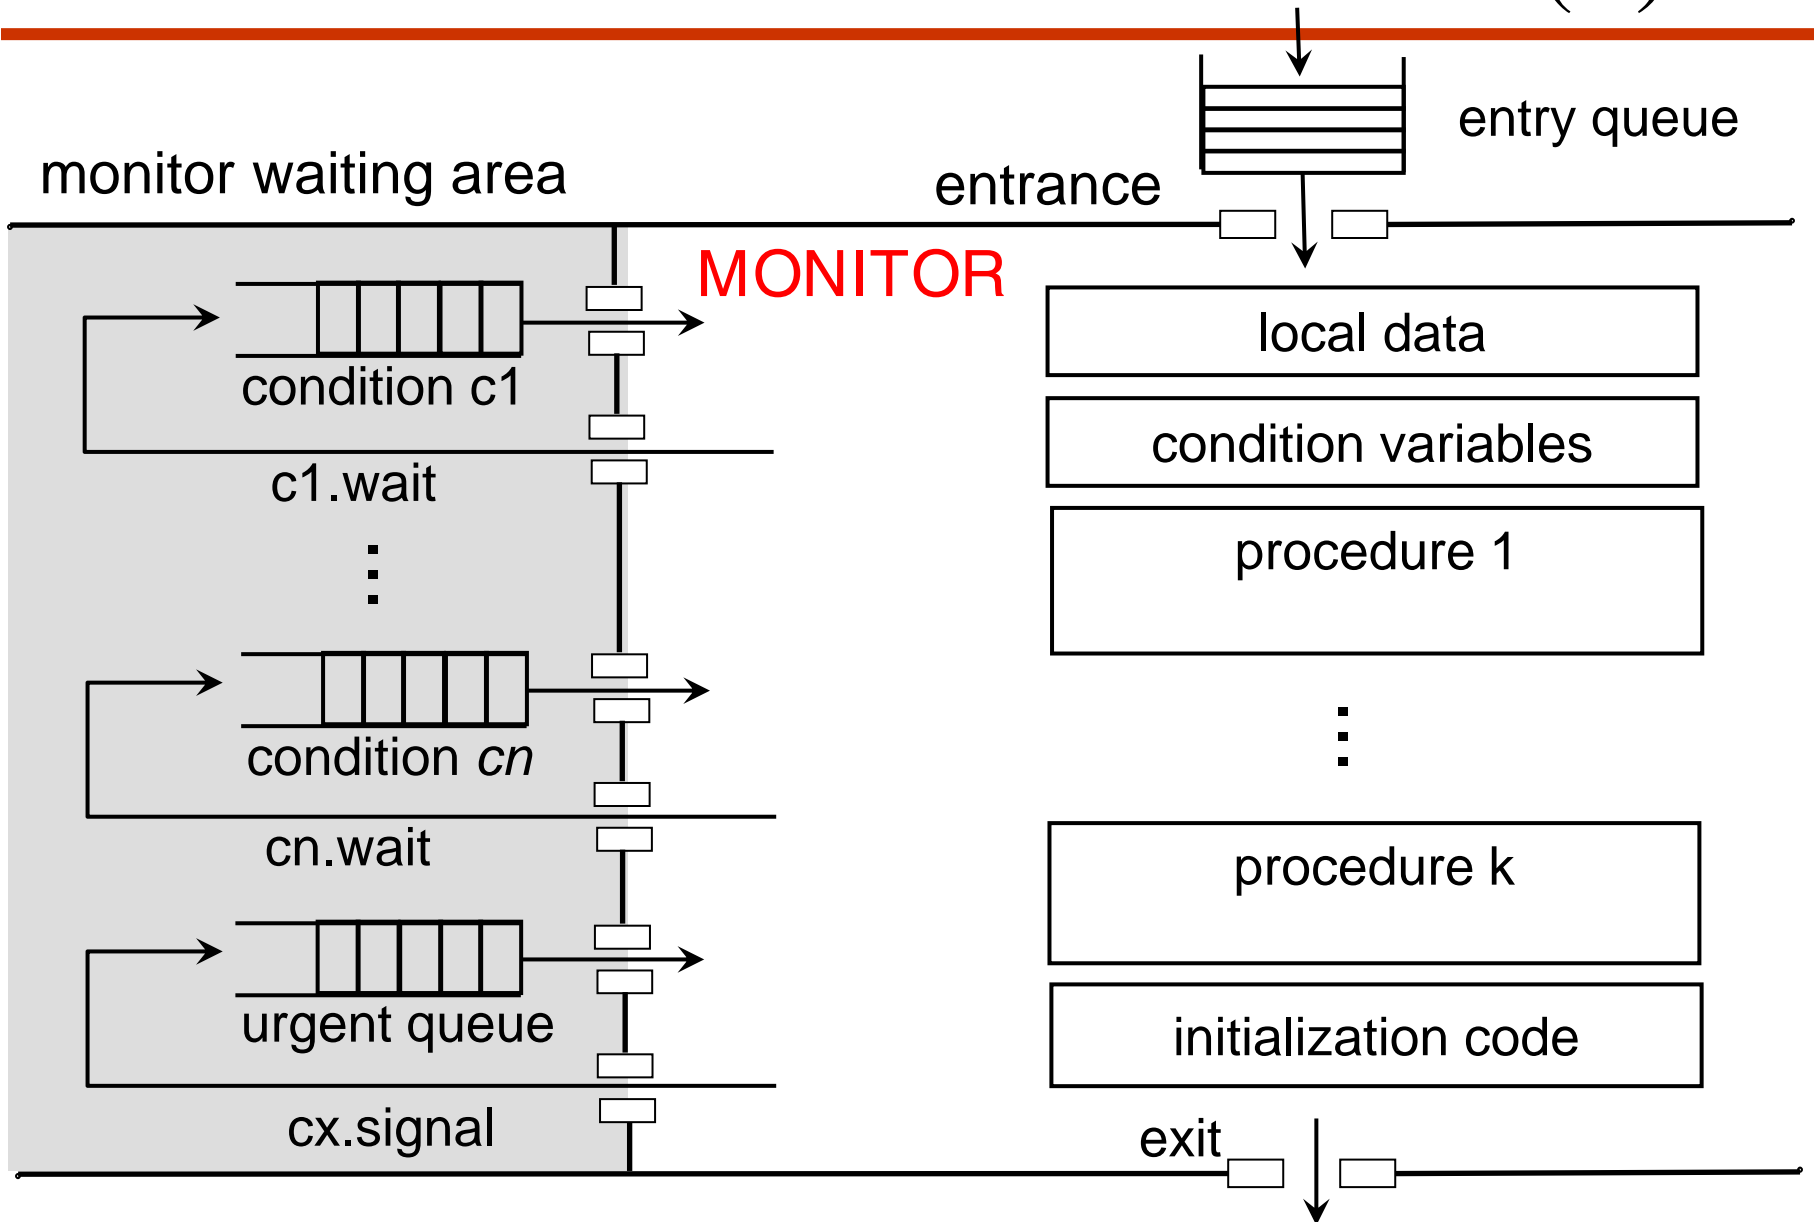 entry queue
monitor waiting area
entrance
MONITOR
condition c1
c1.wait
condition cn
cn.wait
urgent queue
cx.signal
local data
condition variables
procedure 1
procedure k
initialization code
exit